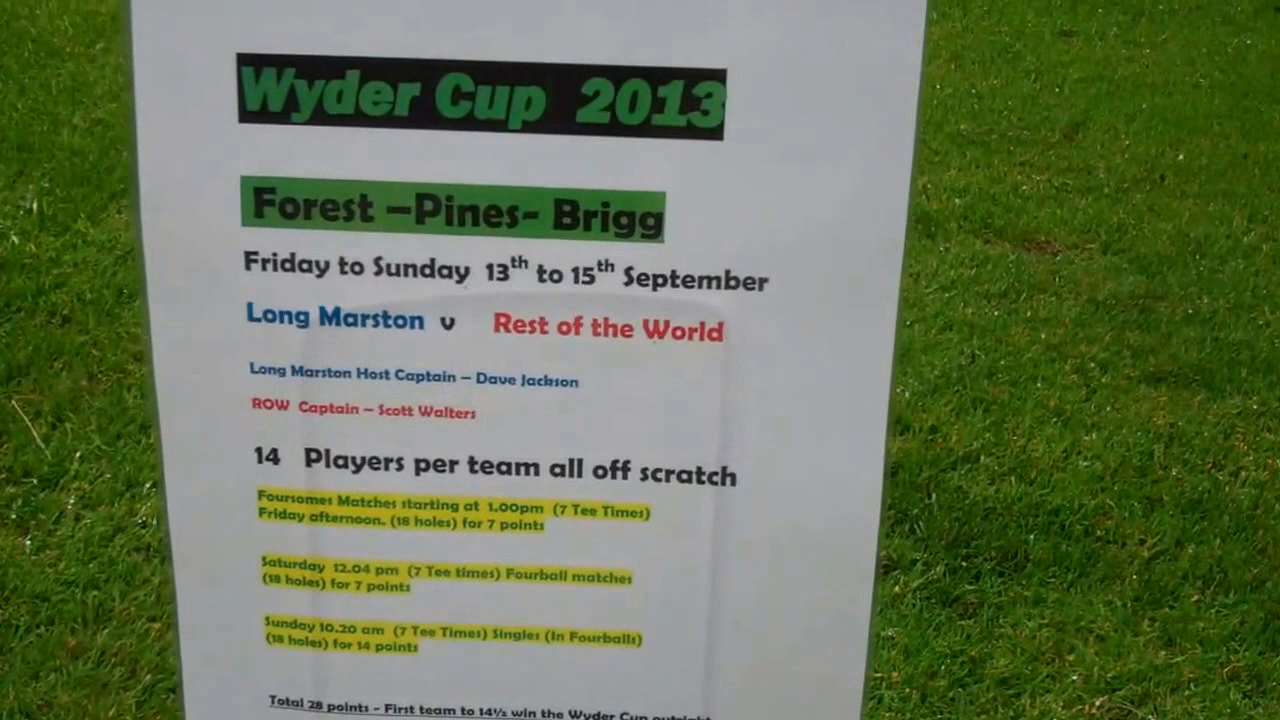 Wyder Cup 2013
Forest –Pines- Brigg
Friday to Sunday 13th to 15th September
Long Marston v Rest of the World
Long Marston Host Captain – Dave Jackson
ROW Captain – Scott Walters
14 Players per team all off scratch
Foursomes Matches starting at 1.00pm (7 Tee Times)
Friday afternoon. (18 holes) for 7 points
Saturday 12.04 pm (7 Tee times) Fourball matches
(18 holes) for 7 points
Sunday 10.20 am (7 Tee Times) Singles (In Fourballs)
(18 holes) for 14 points
Total 28 points - First team to 14½ win the Wyder Cup outright